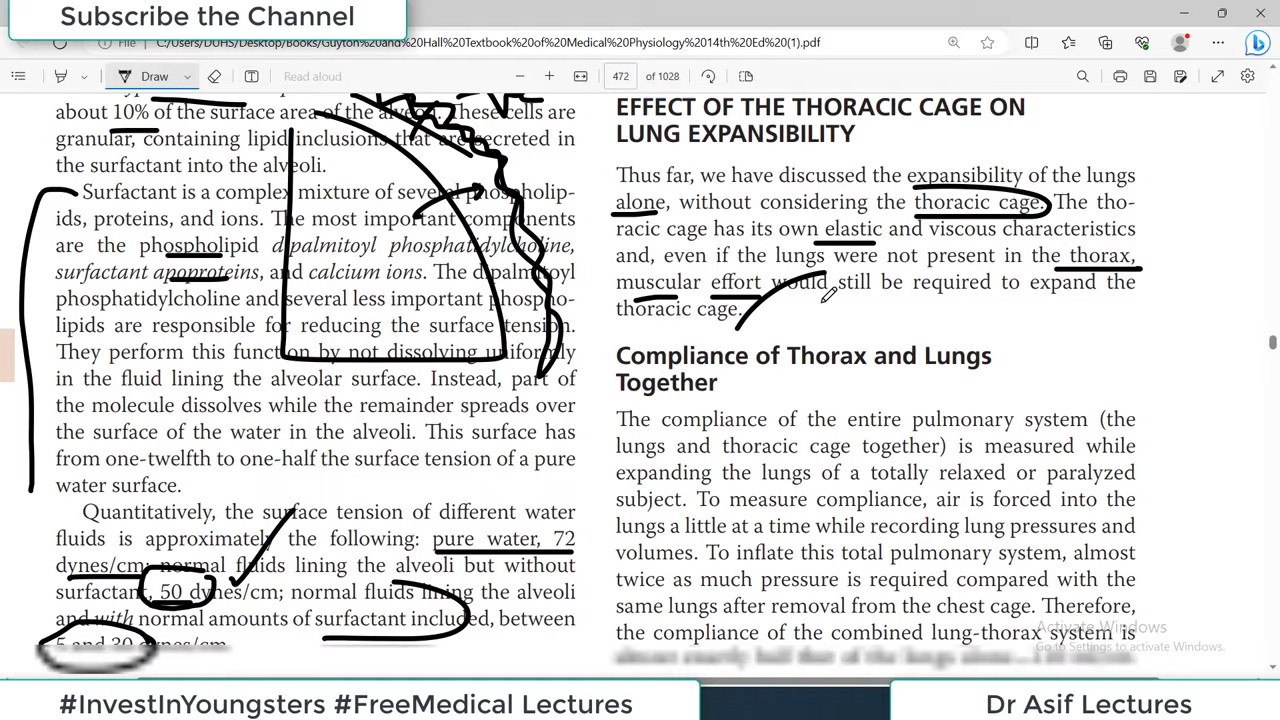 Subscribe the Channel
File C:/Users/DUHS/Desktop/Books/Guyton%20and%20Hall%20Textbook%20of%20Medical%20Physiology%2014th%20Ed%20(1).pdf
Draw
Read aloud
472 of 1028
about 10% of the surface area of the alveoli. These cells are
granular, containing lipid inclusions that are secreted in
the surfactant into the alveoli.
Surfactant is a complex mixture of several phospholip-
ids, proteins, and ions. The most important components
are the phospholipid dipalmitoyl phosphatidylcholine,
surfactant apoproteins, and calcium ions. The dipalmitoyl
phosphatidylcholine and several less important phospho-
lipids are responsible for reducing the surface tension.
They perform this function by not dissolving uniformly
in the fluid lining the alveolar surface. Instead, part of
the molecule dissolves while the remainder spreads over
the surface of the water in the alveoli. This surface has
from one-twelfth to one-half the surface tension of a pure
water surface.
Quantitatively, the surface tension of different water
fluids is approximately the following: pure water, 72
dynes/cm; normal fluids lining the alveoli but without
surfactant, 50 dynes/cm; normal fluids lining the alveoli
and with normal amounts of surfactant included, between
5 and 30 dynes/cm
EFFECT OF THE THORACIC CAGE ON
LUNG EXPANSIBILITY
Thus far, we have discussed the expansibility of the lungs
alone, without considering the thoracic cage. The tho-
racic cage has its own elastic and viscous characteristics
and, even if the lungs were not present in the thorax,
muscular effort would still be required to expand the
thoracic cage.
Compliance of Thorax and Lungs
Together
The compliance of the entire pulmonary system (the
lungs and thoracic cage together) is measured while
expanding the lungs of a totally relaxed or paralyzed
subject. To measure compliance, air is forced into the
lungs a little at a time while recording lung pressures and
volumes. To inflate this total pulmonary system, almost
twice as much pressure is required compared with the
same lungs after removal from the chest cage. Therefore,
the compliance of the combined lung-thorax system is
Activate Windows
Go to Settings to activate Windows.
#InvestInYoungsters #FreeMedical Lectures
Dr Asif Lectures